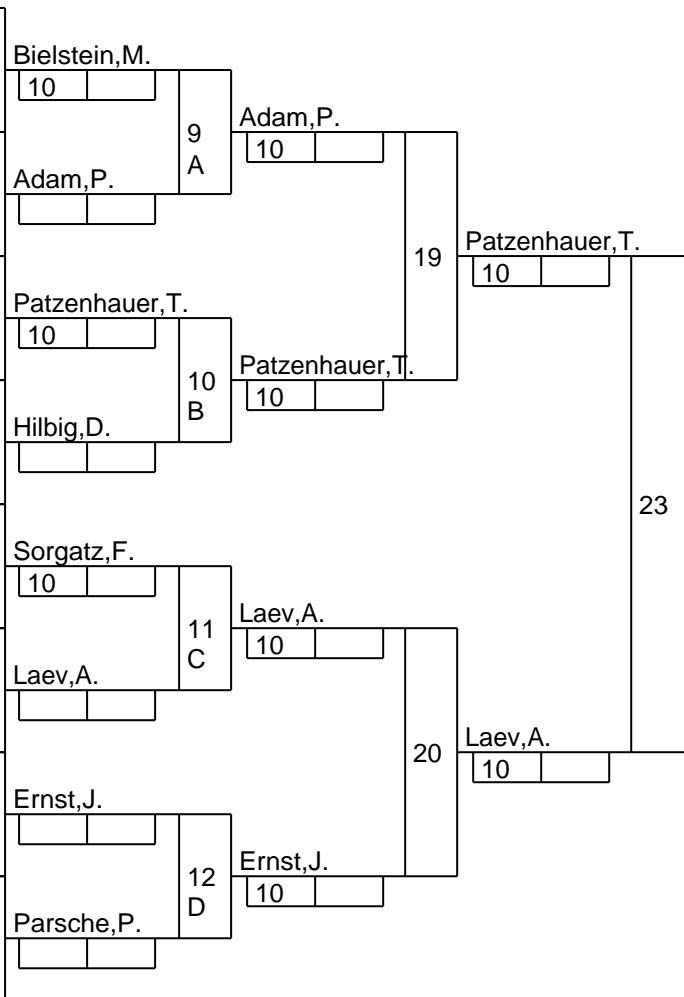 Bielstein,M.
10
9
A
Adam,P.
Adam,P.
10
19
Patzenhauer,T.
10
Patzenhauer,T.
10
10
B
Patzenhauer,T.
10
Hilbig,D.
23
Sorgatz,F.
10
11
C
Laev,A.
10
Laev,A.
20
Laev,A.
10
Ernst,J.
12
D
Ernst,J.
10
Parsche,P.